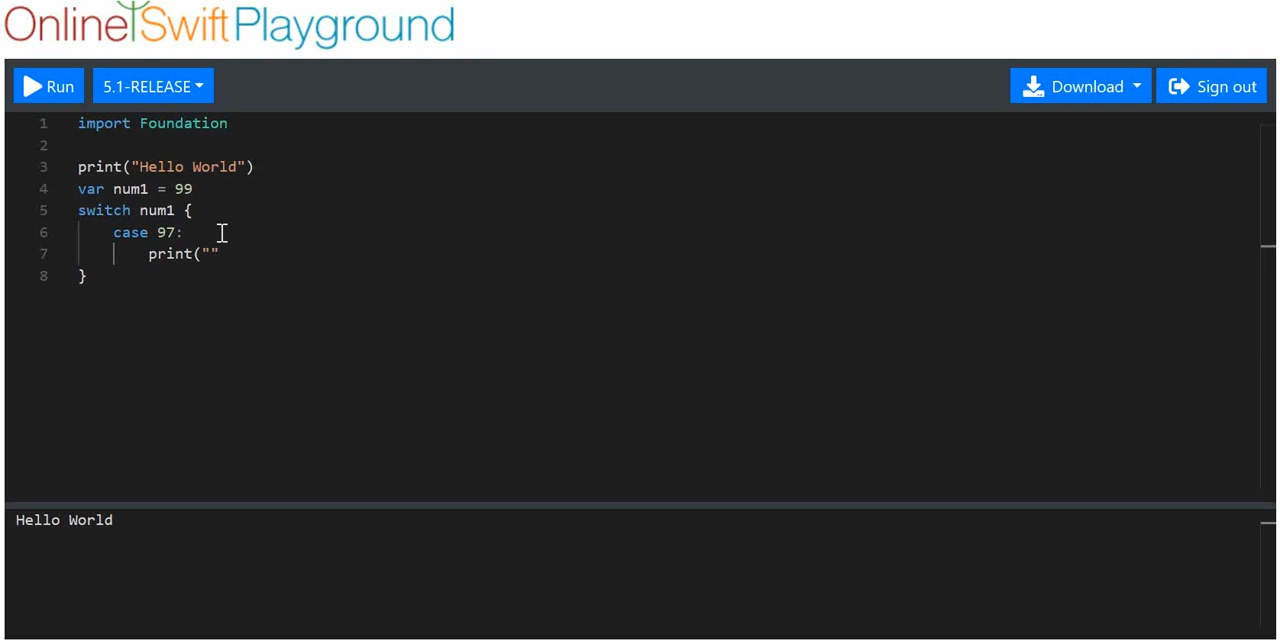 Online Swift Playground
Run 5.1-RELEASE Download Sign out
1 import Foundation
2
3 print("Hello World")
4 var num1 = 99
5 switch num1 {
6 case 97:
7 print(""
8 }
Hello World